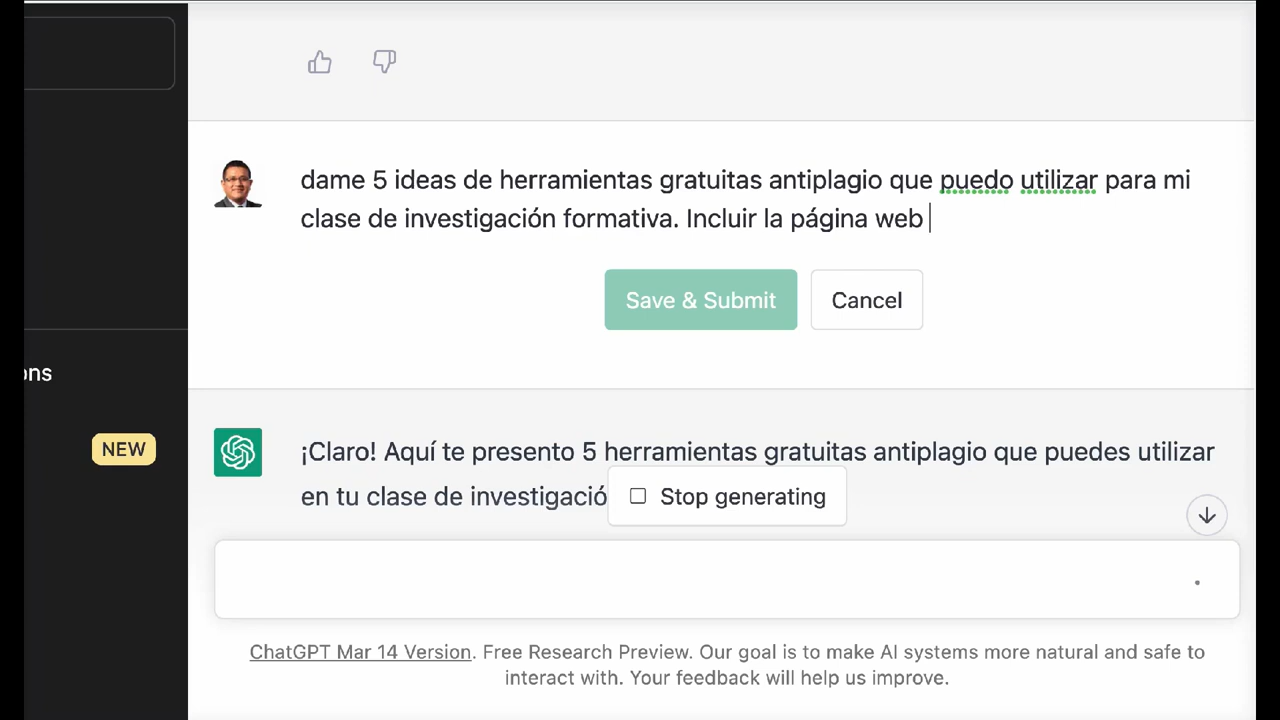 dame 5 ideas de herramientas gratuitas antiplagio que puedo utilizar para mi
clase de investigación formativa. Incluir la página web
Save & Submit
Cancel
ns
NEW
¡Claro! Aquí te presento 5 herramientas gratuitas antiplagio que puedes utilizar
en tu clase de investigació
Stop generating
ChatGPT Mar 14 Version. Free Research Preview. Our goal is to make AI systems more natural and safe to
interact with. Your feedback will help us improve.